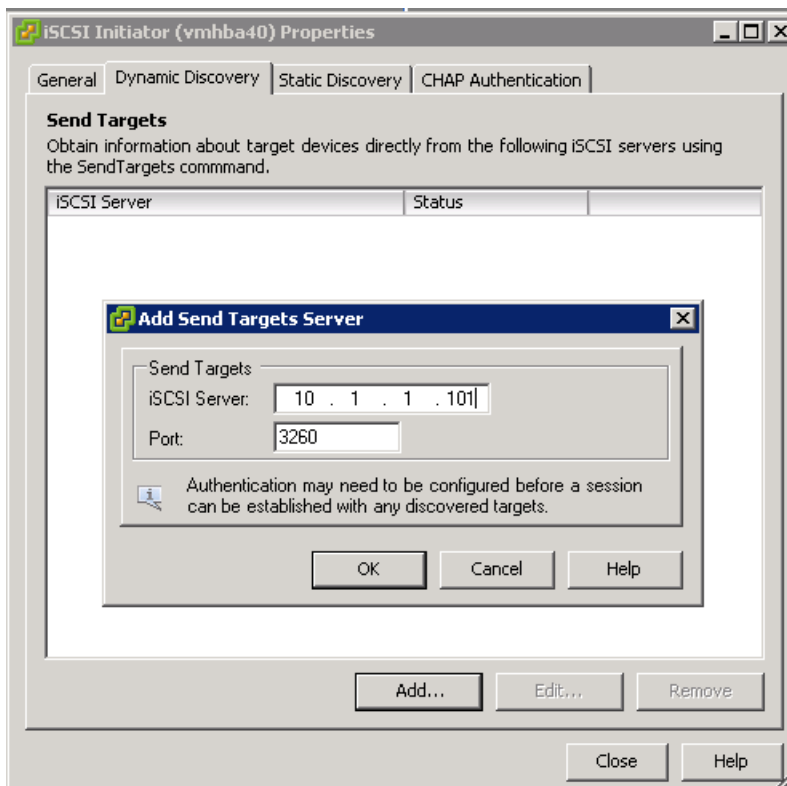 iSCSI Initiator (vmhba40) Properties
General Dynamic Discovery Static Discovery CHAP Authentication
Send Targets
Obtain information about target devices directly from the following iSCSI servers using
the SendTargets commmand.
iSCSI Server Status
Add Send Targets Server
Send Targets
iSCSI Server: 10 . 1 . 1 . 101
Port: 3260
Authentication may need to be configured before a session
can be established with any discovered targets.
OK Cancel Help
Add... Edit... Remove
Close Help